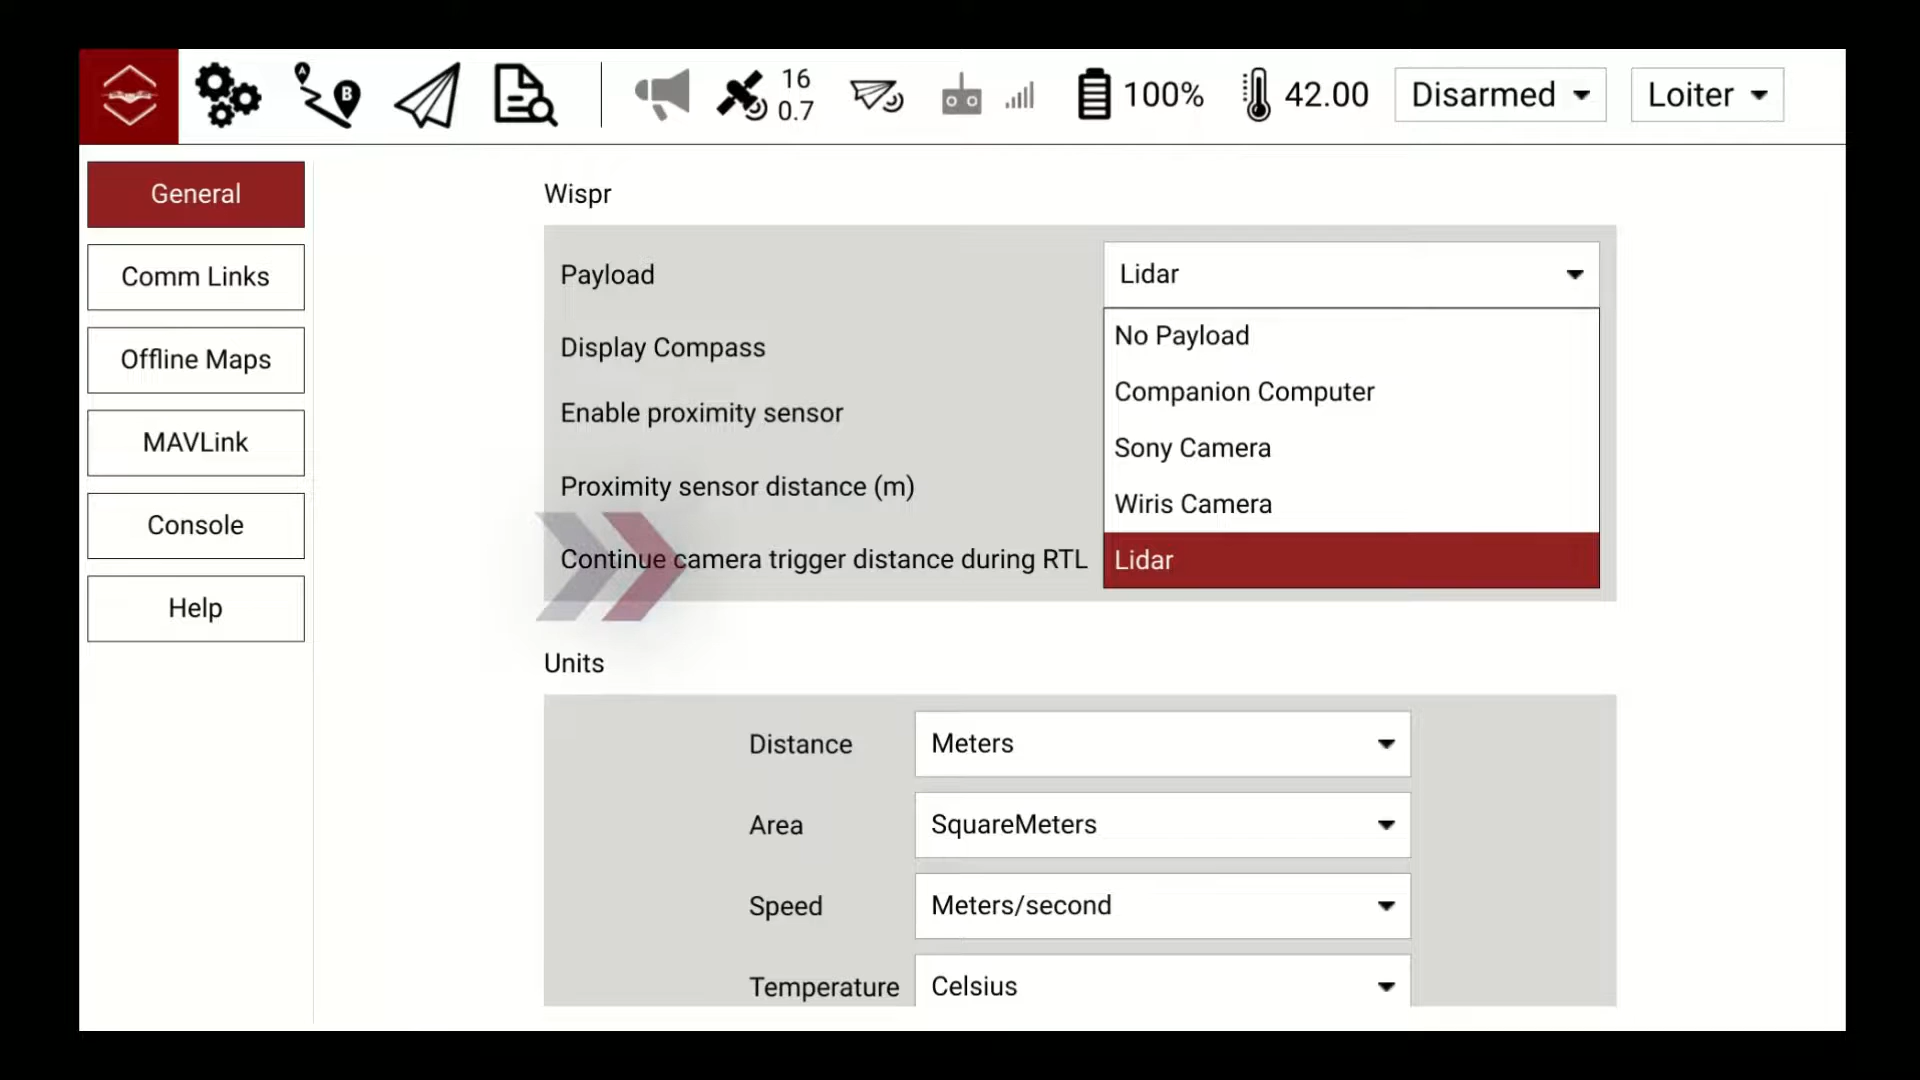 A
B
16
0.7
100%
42.00
Disarmed
Loiter
General
Comm Links
Offline Maps
MAVLink
Console
Help
Wispr
Payload
Lidar
No Payload
Display Compass
Companion Computer
Enable proximity sensor
Sony Camera
Proximity sensor distance (m)
Wiris Camera
Continue camera trigger distance during RTL
Lidar
Units
Distance
Meters
Area
SquareMeters
Speed
Meters/second
Temperature
Celsius